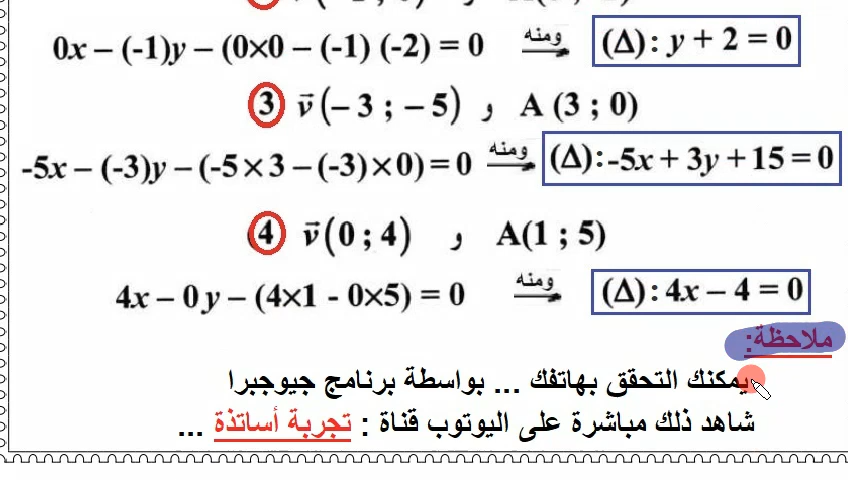 0x – (-1)y – (0×0 – (-1) (-2) = 0 ومنه (Δ) : y + 2 = 0
3 v⃗ (– 3 ; – 5) و A (3 ; 0)
-5x – (-3)y – (-5×3 – (-3)×0) = 0 ومنه (Δ):-5x + 3y + 15 = 0
(4 v⃗ (0 ; 4) و A(1 ; 5)
4x – 0 y – (4×1 - 0×5) = 0 ومنه (Δ) : 4x – 4 = 0
ملاحظة:
يمكنك التحقق بهاتفك ... بواسطة برنامج جيوجبرا
شاهد ذلك مباشرة على اليوتوب قناة : تجربة أساتذة ...